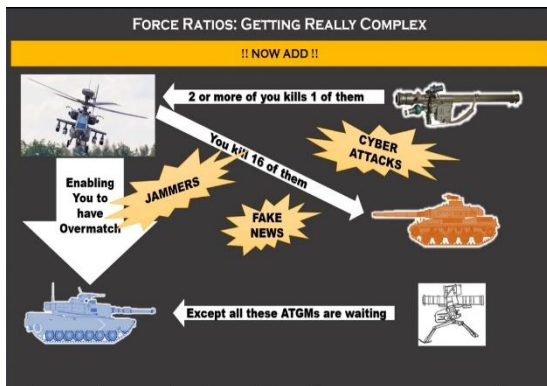 FORCE RATIOS: GETTING REALLY COMPLEX
!! NOW ADD !!
2 or more of you kills 1 of them
You kill 16 of them
CYBER
ATTACKS
Enabling
You to
have
Overmatch
JAMMERS
FAKE
NEWS
Except all these ATGMs are waiting